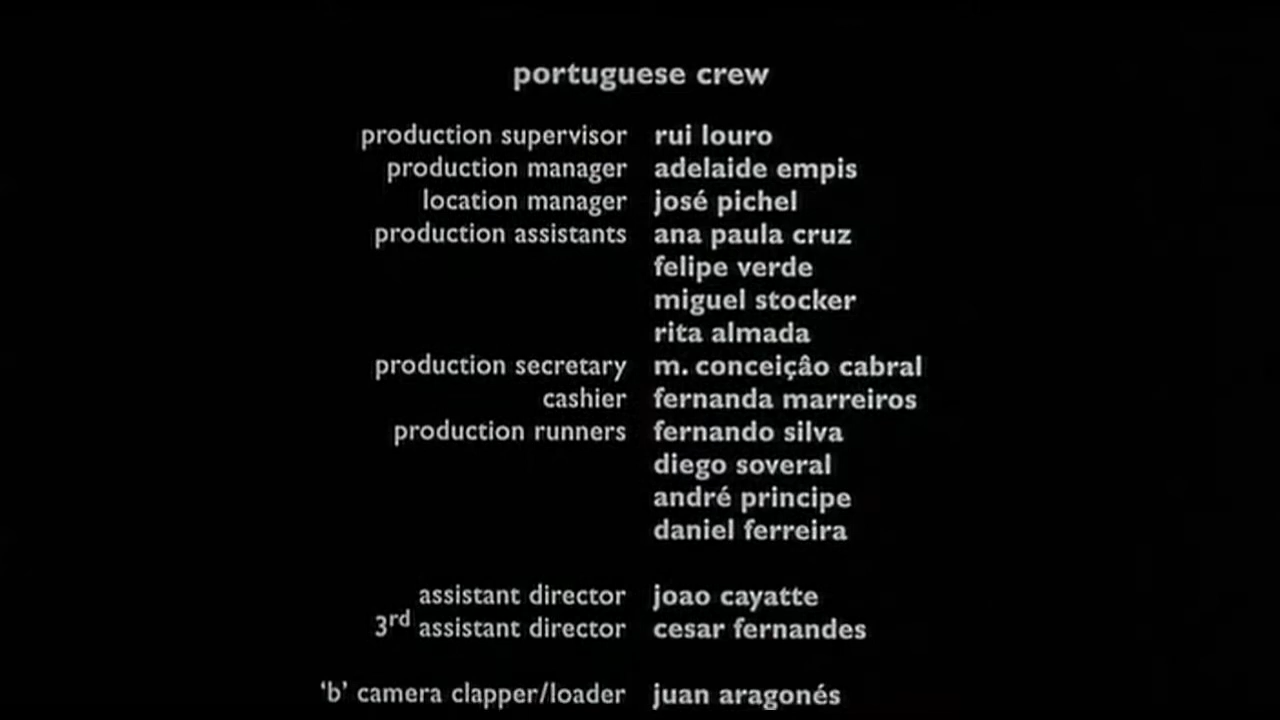 portuguese crew
production supervisor rui louro
production manager adelaide empis
location manager josé pichel
production assistants ana paula cruz
felipe verde
miguel stocker
rita almada
production secretary m. conceiçâo cabral
cashier fernanda marreiros
production runners fernando silva
diego soveral
andré principe
daniel ferreira
assistant director joao cayatte
3rd assistant director cesar fernandes
‘b’ camera clapper/loader juan aragonés